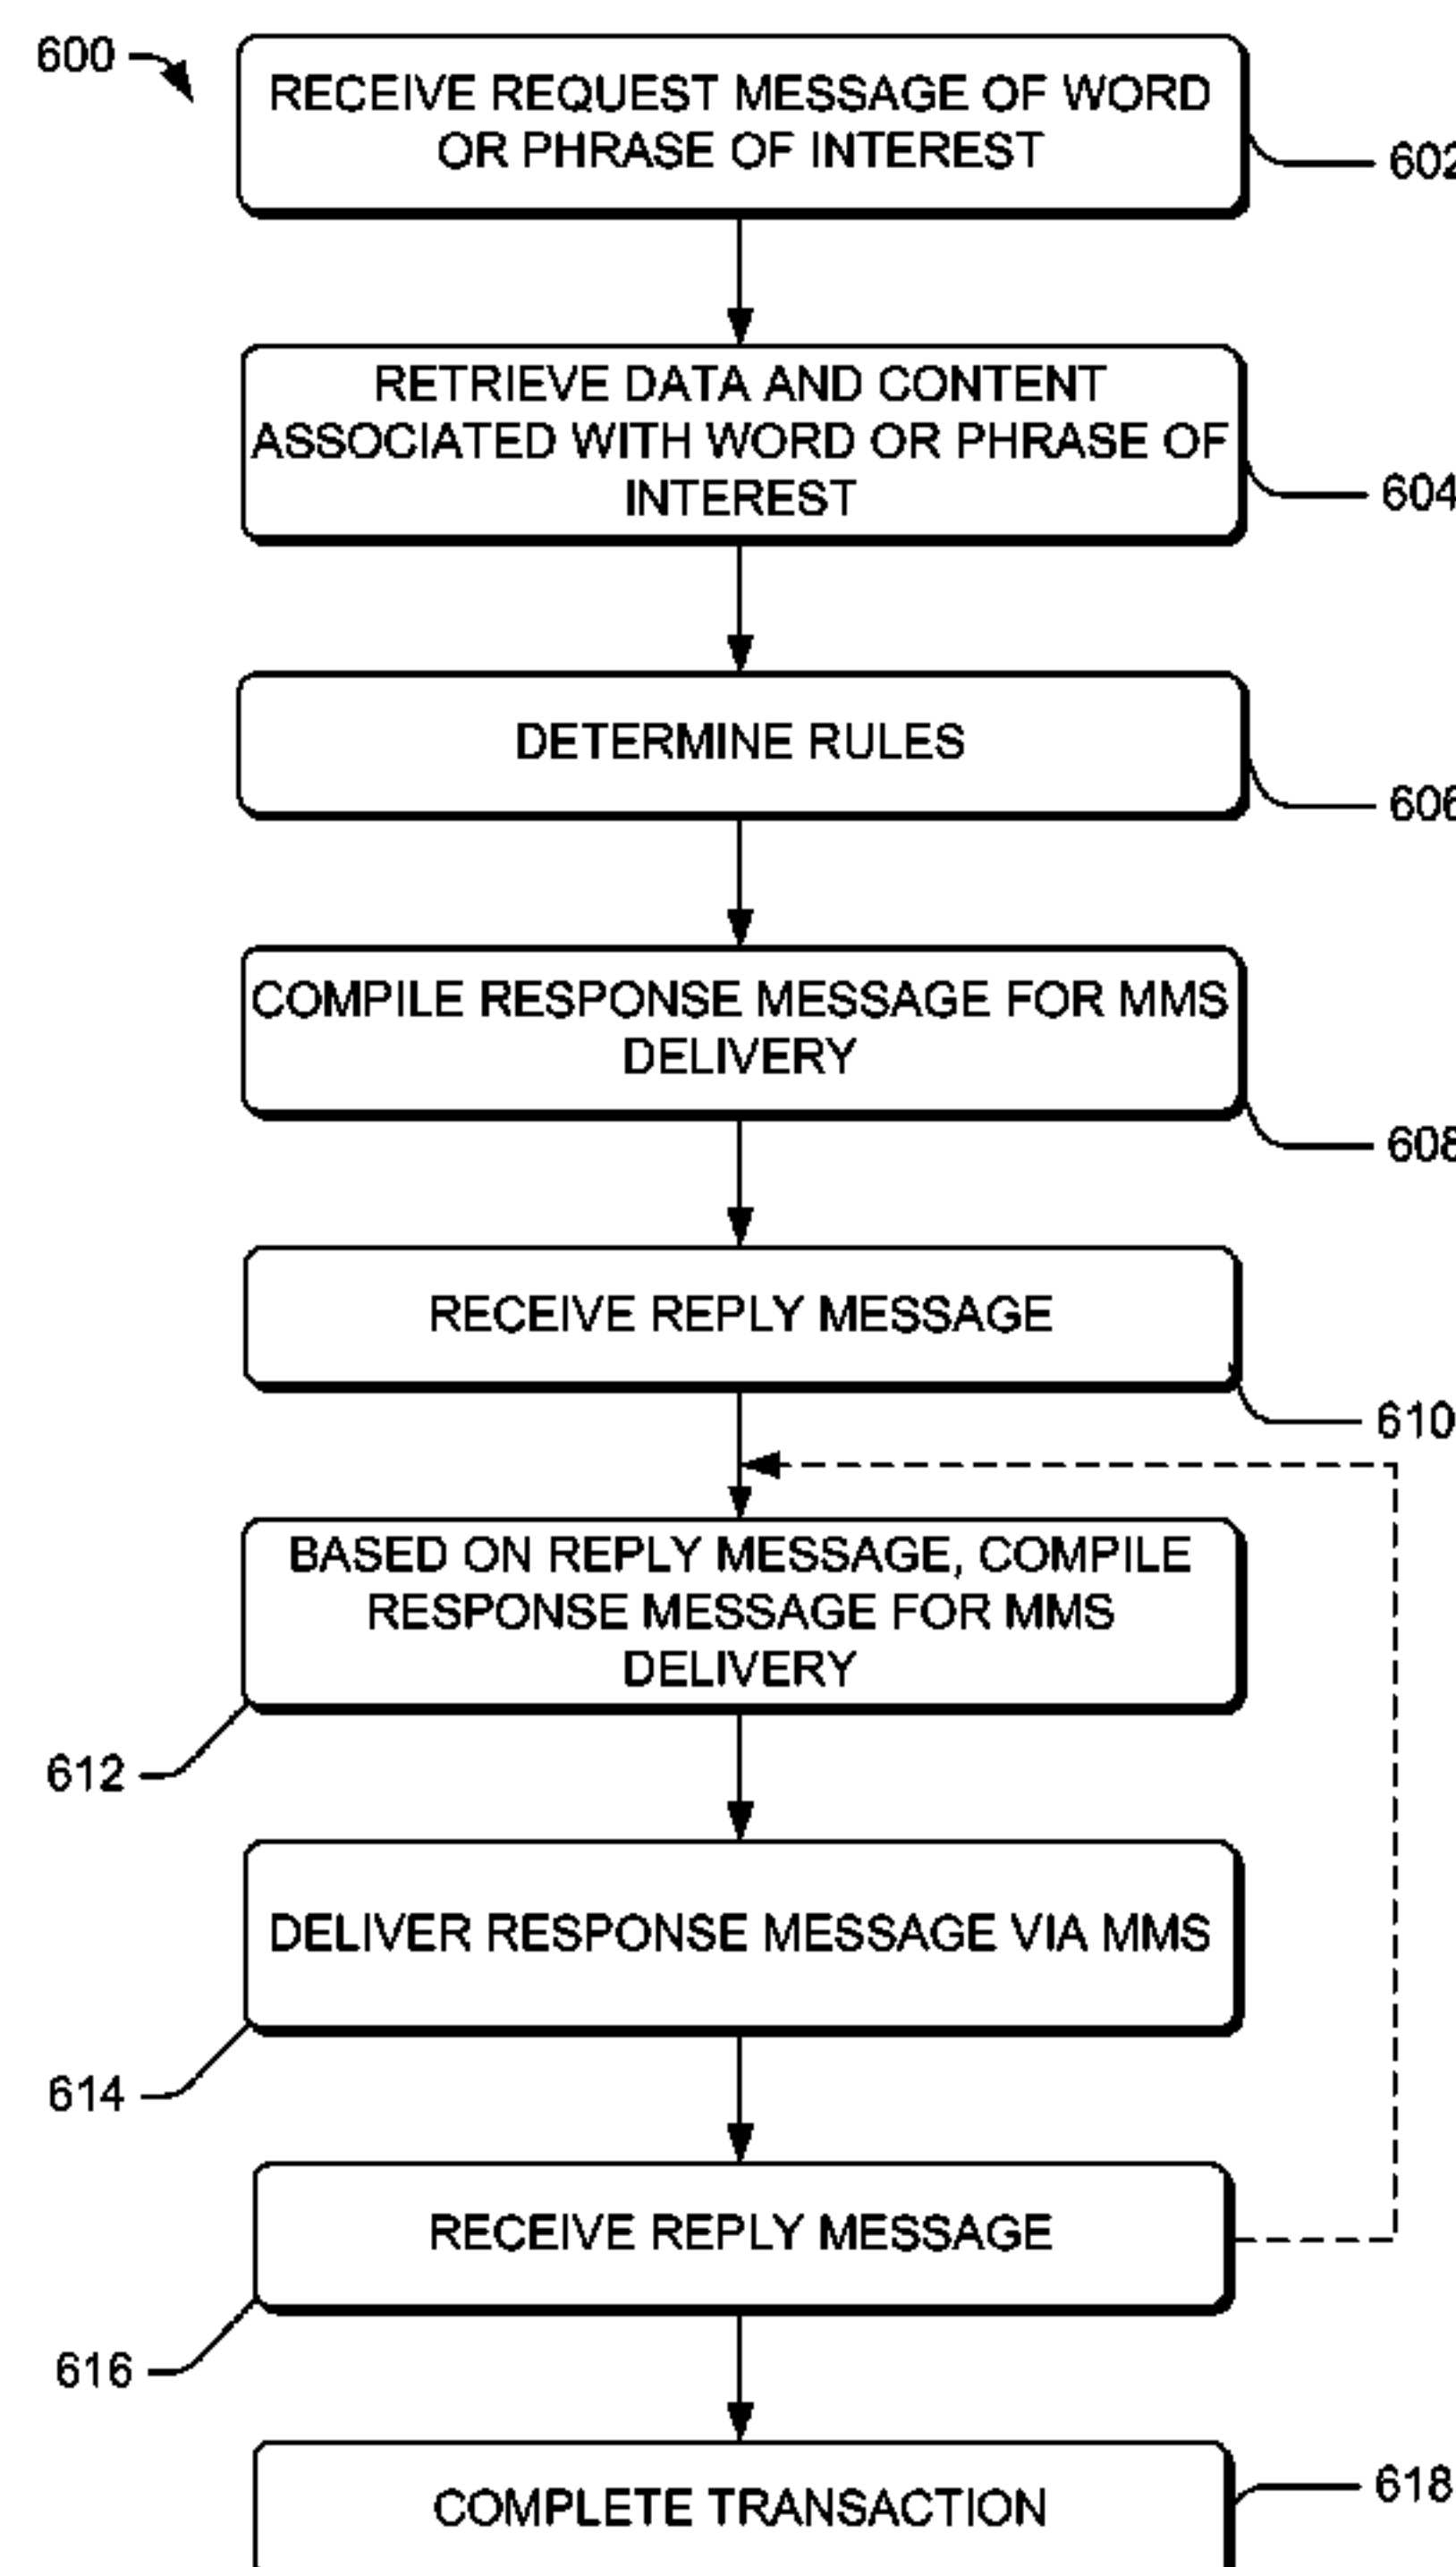 600
RECEIVE REQUEST MESSAGE OF WORD
OR PHRASE OF INTEREST
602
RETRIEVE DATA AND CONTENT
ASSOCIATED WITH WORD OR PHRASE OF
INTEREST
604
DETERMINE RULES
606
COMPILE RESPONSE MESSAGE FOR MMS
DELIVERY
608
RECEIVE REPLY MESSAGE
610
BASED ON REPLY MESSAGE, COMPILE
RESPONSE MESSAGE FOR MMS
DELIVERY
612
DELIVER RESPONSE MESSAGE VIA MMS
614
RECEIVE REPLY MESSAGE
616
COMPLETE TRANSACTION
618